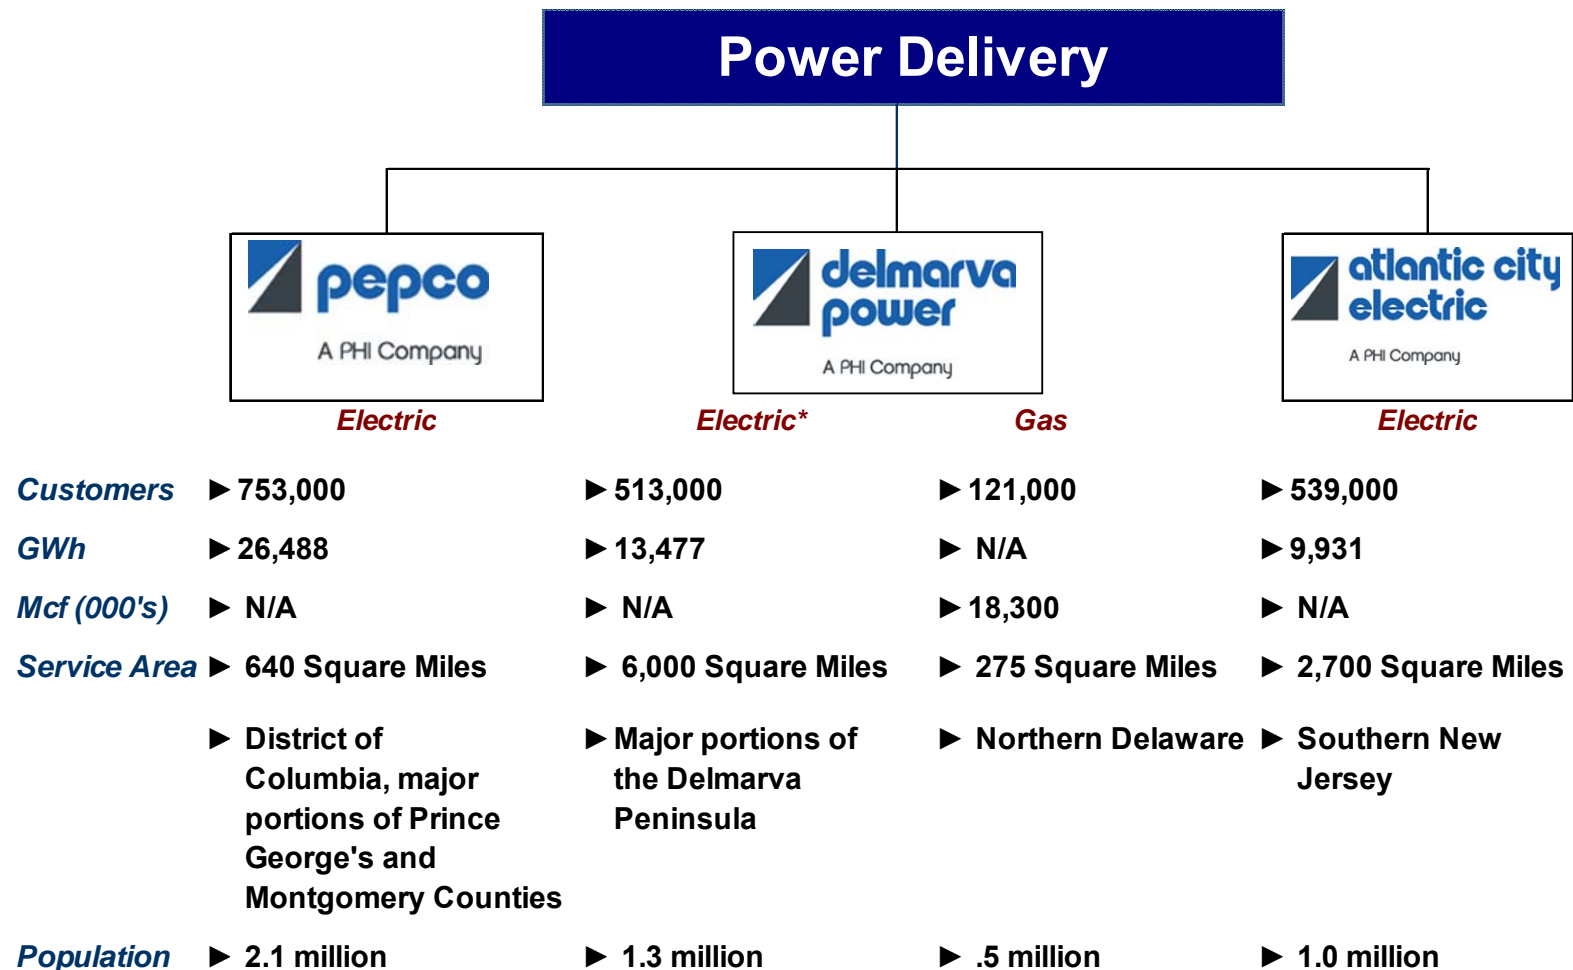 Power Delivery
pepco
A PHI Company
delmarva
power
A PHI Company
atlantic city
electric
A PHI Company
Electric Electric* Gas Electric
Customers ►753,000 ►513,000 ►121,000 ►539,000
GWh ►26,488 ►13,477 ► N/A ►9,931
Mcf (000's) ► N/A ► N/A ►18,300 ► N/A
Service Area ► 640 Square Miles ► 6,000 Square Miles ► 275 Square Miles ► 2,700 Square Miles
► District of
Columbia, major
portions of Prince
George's and
Montgomery Counties
►Major portions of
the Delmarva
Peninsula
► Northern Delaware
► Southern New
Jersey
Population ► 2.1 million ► 1.3 million ► .5 million ► 1.0 million